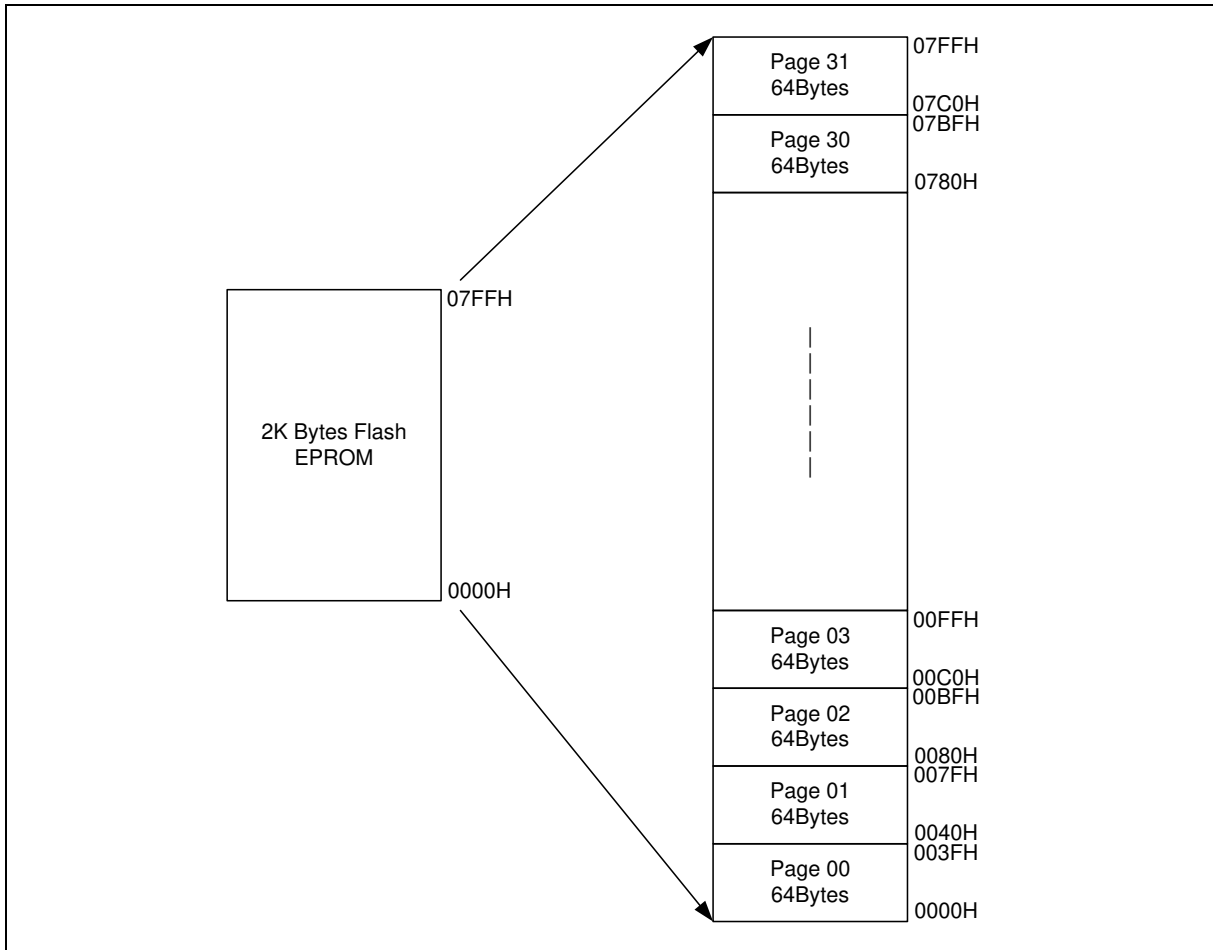 07FFH
Page 31
64Bytes
07C0H
07BFH
Page 30
64Bytes
0780H
07FFH
2K Bytes Flash
EPROM
0000H
00FFH
Page 03
64Bytes
00C0H
00BFH
Page 02
64Bytes
0080H
007FH
Page 01
64Bytes
0040H
003FH
Page 00
64Bytes
0000H